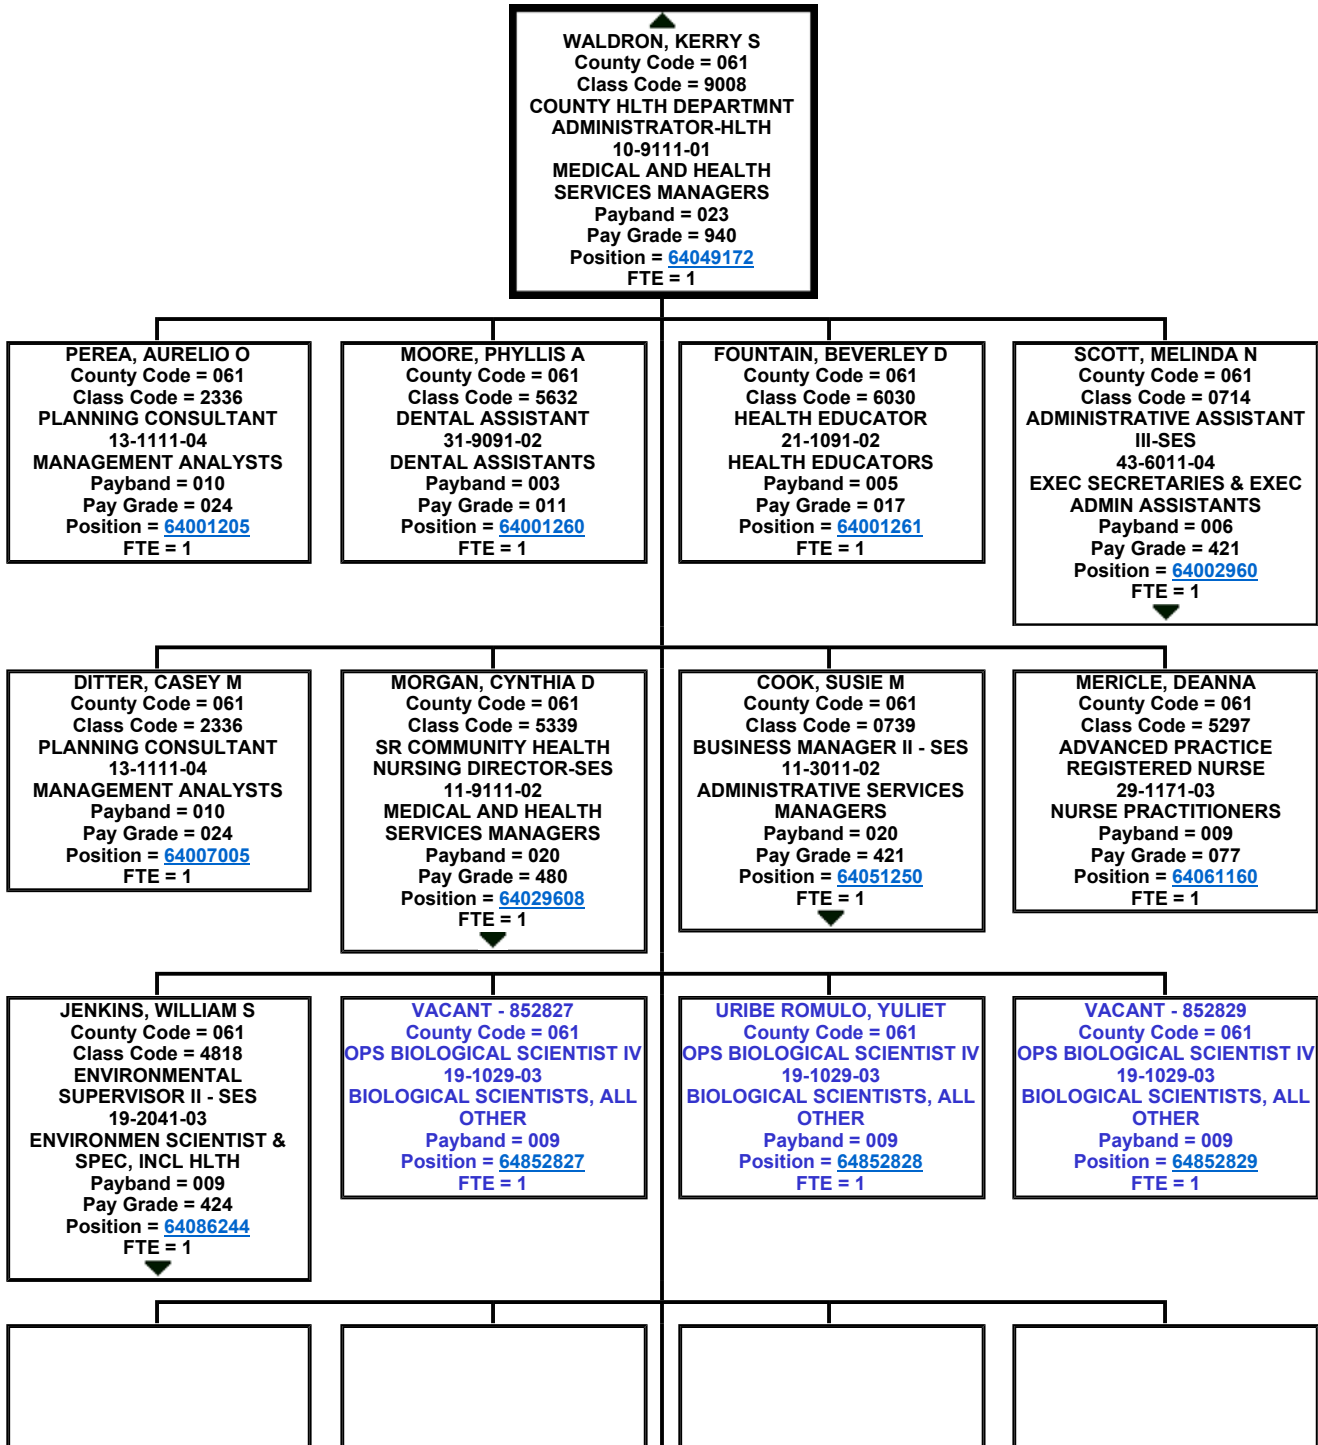 WALDRON, KERRY S
County Code = 061
Class Code = 9008
COUNTY HLTH DEPARTMNT
ADMINISTRATOR-HLTH
10-9111-01
MEDICAL AND HEALTH
SERVICES MANAGERS
Payband = 023
Pay Grade = 940
Position = 64049172
FTE = 1
PEREA, AURELIO O
County Code = 061
Class Code = 2336
PLANNING CONSULTANT
13-1111-04
MANAGEMENT ANALYSTS
Payband = 010
Pay Grade = 024
Position = 64001205
FTE = 1
MOORE, PHYLLIS A
County Code = 061
Class Code = 5632
DENTAL ASSISTANT
31-9091-02
DENTAL ASSISTANTS
Payband = 003
Pay Grade = 011
Position = 64001260
FTE = 1
FOUNTAIN, BEVERLEY D
County Code = 061
Class Code = 6030
HEALTH EDUCATOR
21-1091-02
HEALTH EDUCATORS
Payband = 005
Pay Grade = 017
Position = 64001261
FTE = 1
SCOTT, MELINDA N
County Code = 061
Class Code = 0714
ADMINISTRATIVE ASSISTANT
III-SES
43-6011-04
EXEC SECRETARIES & EXEC
ADMIN ASSISTANTS
Payband = 006
Pay Grade = 421
Position = 64002960
FTE = 1
DITTER, CASEY M
County Code = 061
Class Code = 2336
PLANNING CONSULTANT
13-1111-04
MANAGEMENT ANALYSTS
Payband = 010
Pay Grade = 024
Position = 64007005
FTE = 1
MORGAN, CYNTHIA D
County Code = 061
Class Code = 5339
SR COMMUNITY HEALTH
NURSING DIRECTOR-SES
11-9111-02
MEDICAL AND HEALTH
SERVICES MANAGERS
Payband = 020
Pay Grade = 480
Position = 64029608
FTE = 1
COOK, SUSIE M
County Code = 061
Class Code = 0739
BUSINESS MANAGER II - SES
11-3011-02
ADMINISTRATIVE SERVICES
MANAGERS
Payband = 020
Pay Grade = 421
Position = 64051250
FTE = 1
MERICLE, DEANNA
County Code = 061
Class Code = 5297
ADVANCED PRACTICE
REGISTERED NURSE
29-1171-03
NURSE PRACTITIONERS
Payband = 009
Pay Grade = 077
Position = 64061160
FTE = 1
JENKINS, WILLIAM S
County Code = 061
Class Code = 4818
ENVIRONMENTAL
SUPERVISOR II - SES
19-2041-03
ENVIRONMEN SCIENTIST &
SPEC, INCL HLTH
Payband = 009
Pay Grade = 424
Position = 64086244
FTE = 1
VACANT - 852827
County Code = 061
OPS BIOLOGICAL SCIENTIST IV
19-1029-03
BIOLOGICAL SCIENTISTS, ALL
OTHER
Payband = 009
Position = 64852827
FTE = 1
URIBE ROMULO, YULIET
County Code = 061
OPS BIOLOGICAL SCIENTIST IV
19-1029-03
BIOLOGICAL SCIENTISTS, ALL
OTHER
Payband = 009
Position = 64852828
FTE = 1
VACANT - 852829
County Code = 061
OPS BIOLOGICAL SCIENTIST IV
19-1029-03
BIOLOGICAL SCIENTISTS, ALL
OTHER
Payband = 009
Position = 64852829
FTE = 1